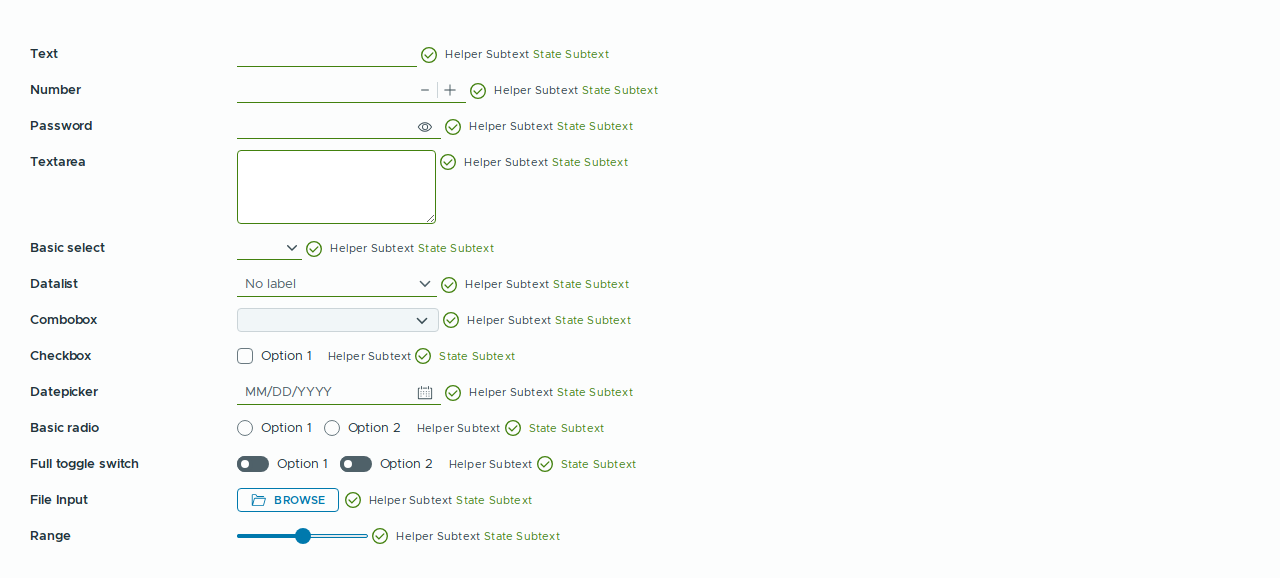 Text Helper Subtext State Subtext
Number Helper Subtext State Subtext
Password Helper Subtext State Subtext
Textarea Helper Subtext State Subtext
Basic select Helper Subtext State Subtext
Datalist No label Helper Subtext State Subtext
Combobox Helper Subtext State Subtext
Checkbox Option 1 Helper Subtext State Subtext
Datepicker MM/DD/YYYY Helper Subtext State Subtext
Basic radio Option 1 Option 2 Helper Subtext State Subtext
Full toggle switch Option 1 Option 2 Helper Subtext State Subtext
File Input BROWSE Helper Subtext State Subtext
Range Helper Subtext State Subtext